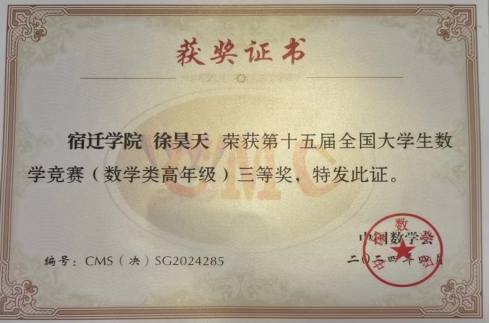 获奖证书
宿迁学院 徐昊天 荣获第十五届全国大学生数
学竞赛（数学类高年级）三等奖，特发此证。
中国数学会
编号：CMS（决）SG2024285
二〇二四年四月